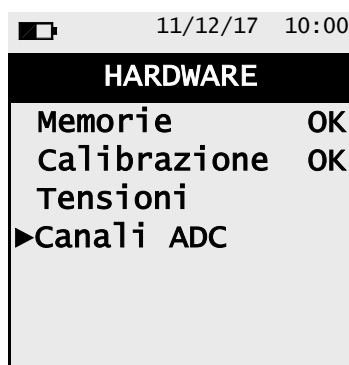 11/12/17 10:00
HARDWARE
Memorie OK
Calibrazione OK
Tensioni
►Canali ADC